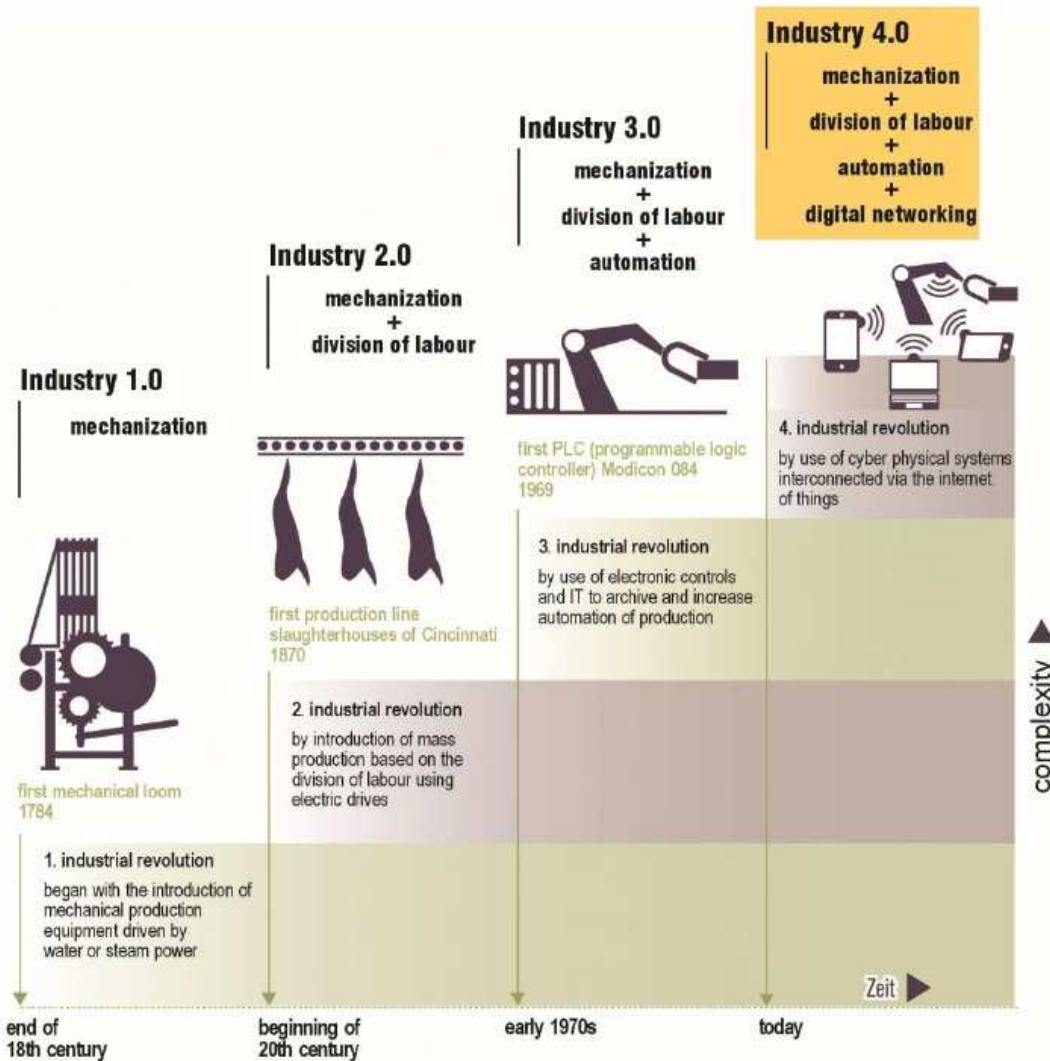 Industry 1.0
mechanization
first mechanical loom
1784
1. industrial revolution
began with the introduction of
mechanical production
equipment driven by
water or steam power
end of
18th century
Industry 2.0
mechanization
+
division of labour
first production line
slaughterhouses of Cincinnati
1870
2. industrial revolution
by introduction of mass
production based on the
division of labour using
electric drives
beginning of
20th century
Industry 3.0
mechanization
+
division of labour
+
automation
first PLC (programmable logic
controller) Modicon 084
1969
3. industrial revolution
by use of electronic controls
and IT to archive and increase
automation of production
early 1970s
Industry 4.0
mechanization
+
division of labour
+
automation
+
digital networking
4. industrial revolution
by use of cyber physical systems
interconnected via the internet
of things
today
Zeit
complexity